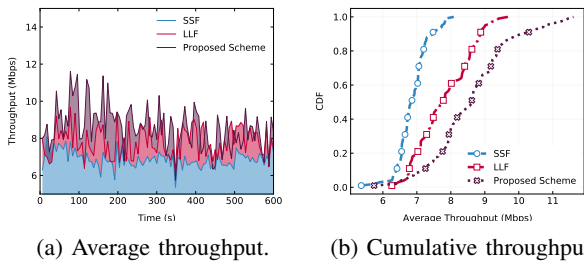 SSF
LLF
Proposed Scheme
Throughput (Mbps)
14
12
10
8
6
0 100 200 300 400 500 600
Time (s)
CDF
1.0
0.8
0.6
0.4
0.2
0.0
SSF
LLF
Proposed Scheme
6 7 8 9 10 11
Average Throughput (Mbps)
(a) Average throughput.
(b) Cumulative throughpu